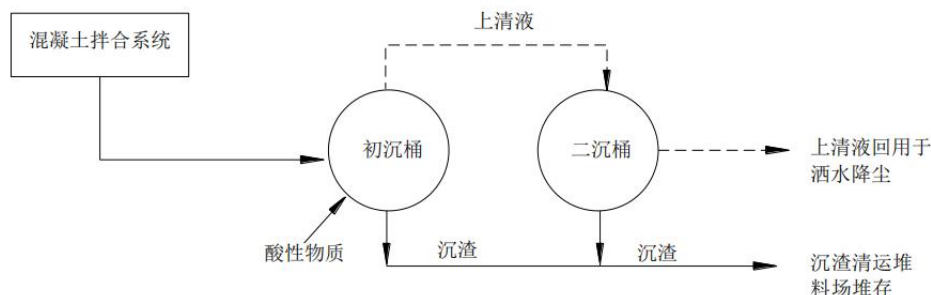 上清液
混凝土拌合系统
初沉桶
二沉桶
上清液回用于
洒水降尘
酸性物质
沉渣
沉渣
沉渣清运堆
料场堆存